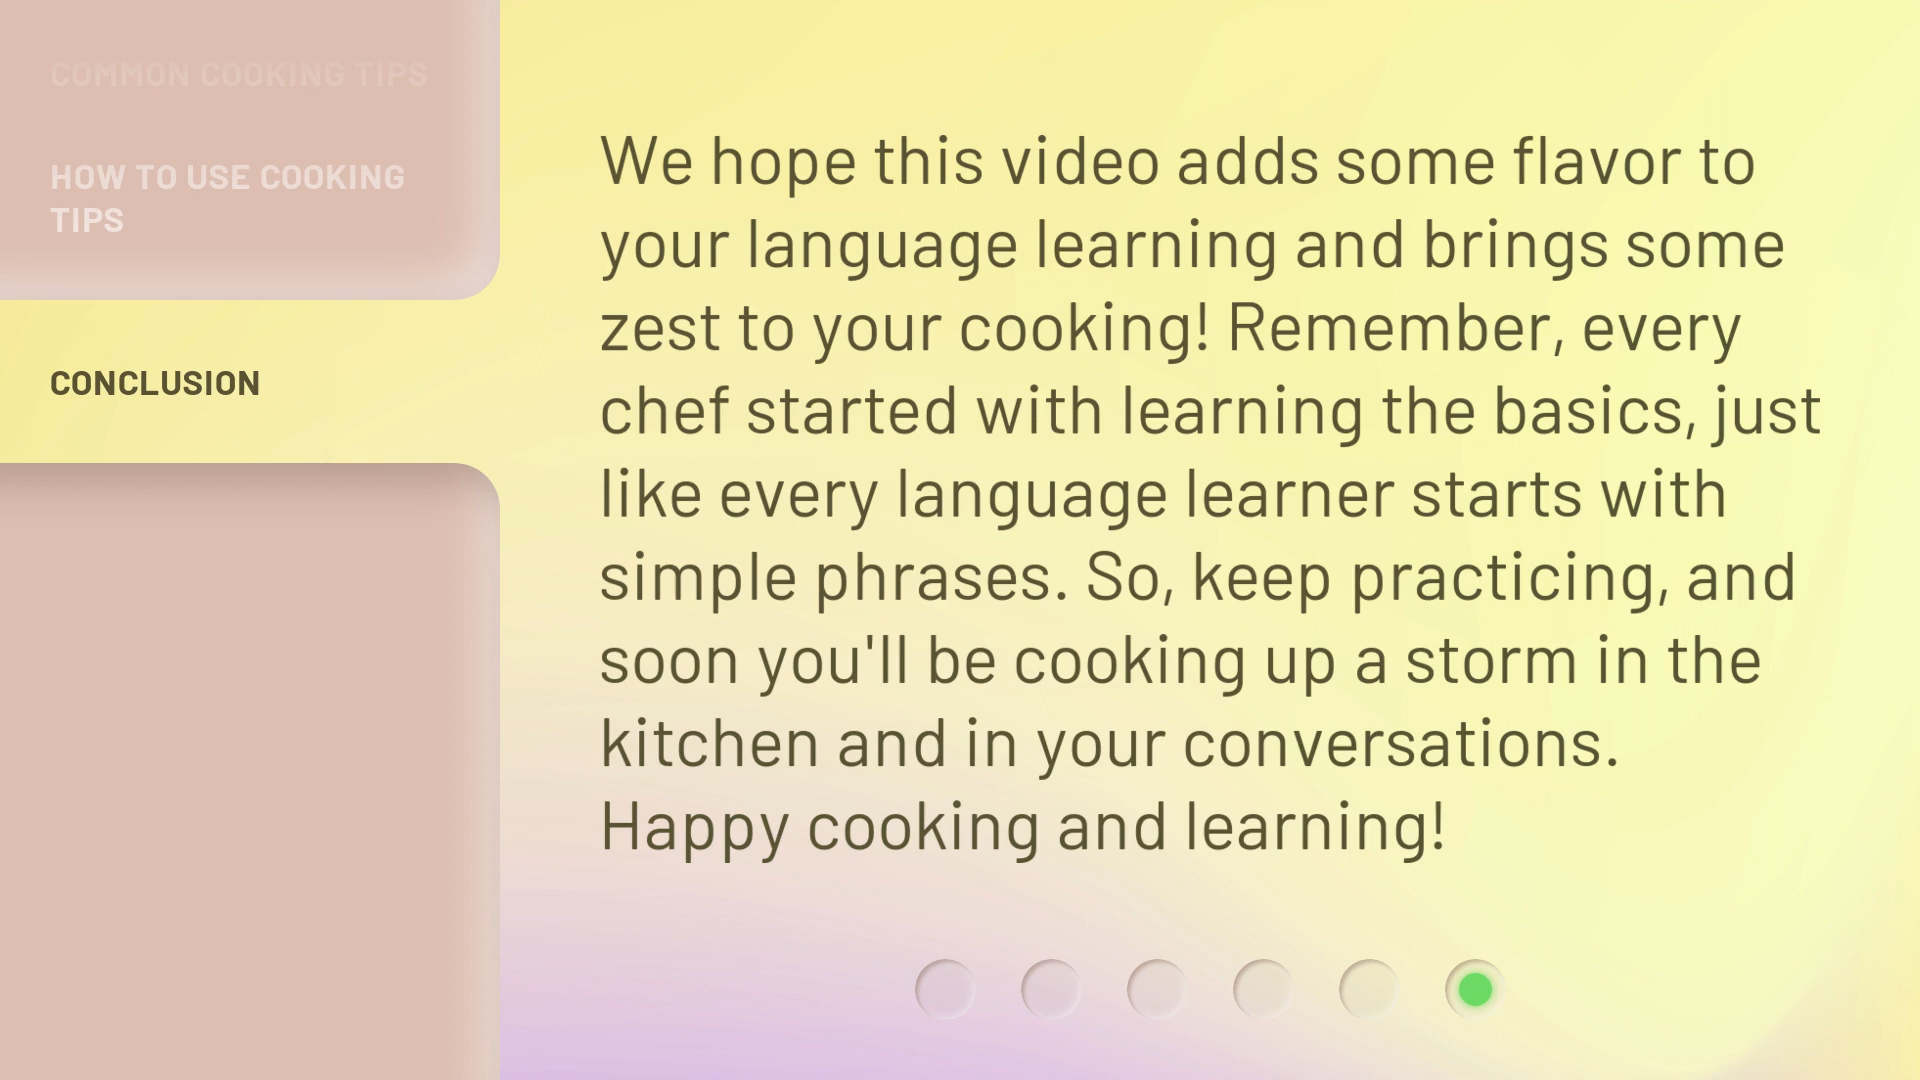 COMMON COOKING TIPS
HOW TO USE COOKING
TIPS
CONCLUSION
We hope this video adds some flavor to
your language learning and brings some
zest to your cooking! Remember, every
chef started with learning the basics, just
like every language learner starts with
simple phrases. So, keep practicing, and
soon you'll be cooking up a storm in the
kitchen and in your conversations.
Happy cooking and learning!